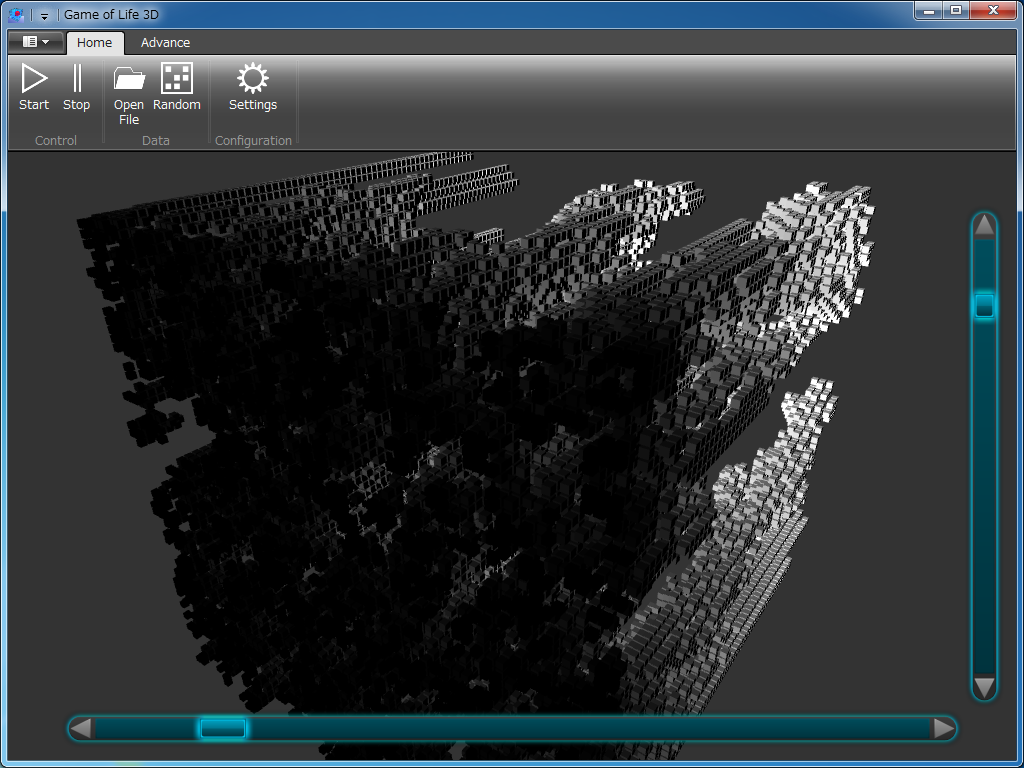 Game of Life 3D
Home Advance
Start Stop Open File Random Settings
Control Data Configuration